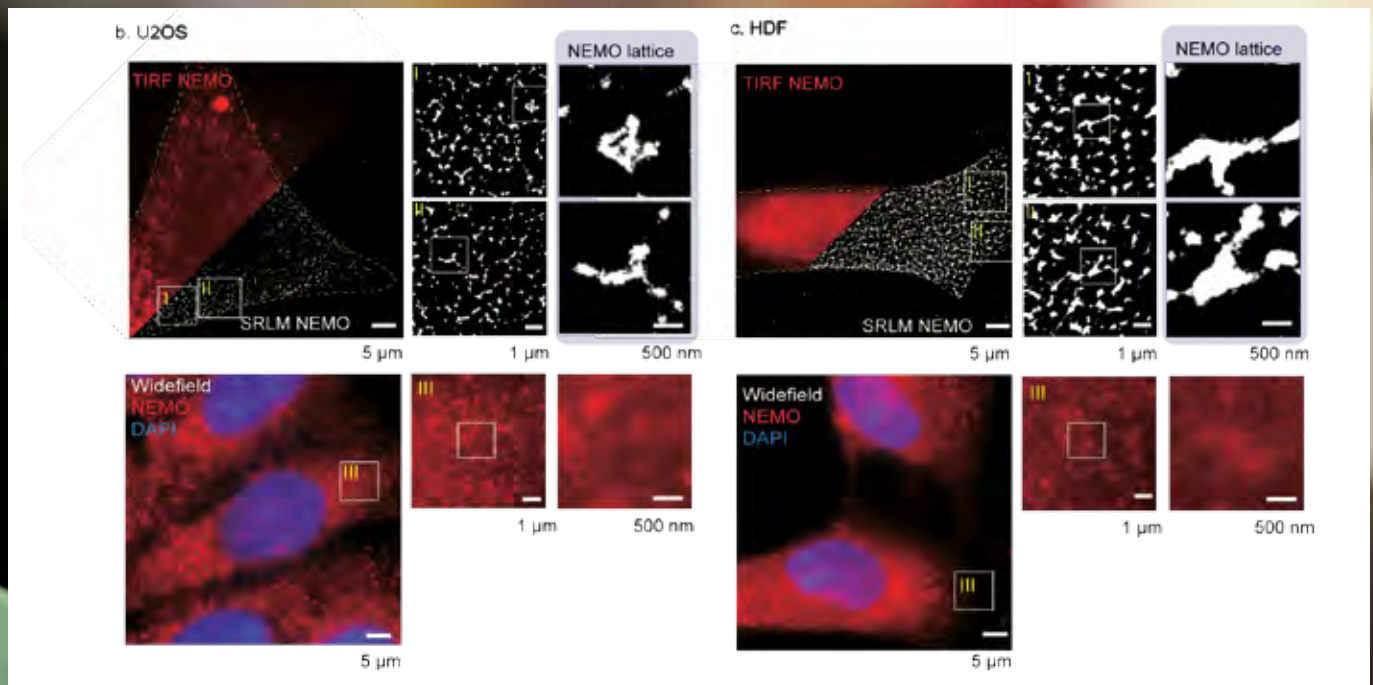 b. U2OS
NEMO lattice
TIRF NEMO
I
II
I
II
SRLM NEMO
5 µm
1 µm
500 nm
Widefield
NEMO
DAPI
III
III
5 µm
1 µm
500 nm
c. HDF
NEMO lattice
TIRF NEMO
I
II
I
II
SRLM NEMO
5 µm
1 µm
500 nm
Widefield
NEMO
DAPI
III
III
5 µm
1 µm
500 nm